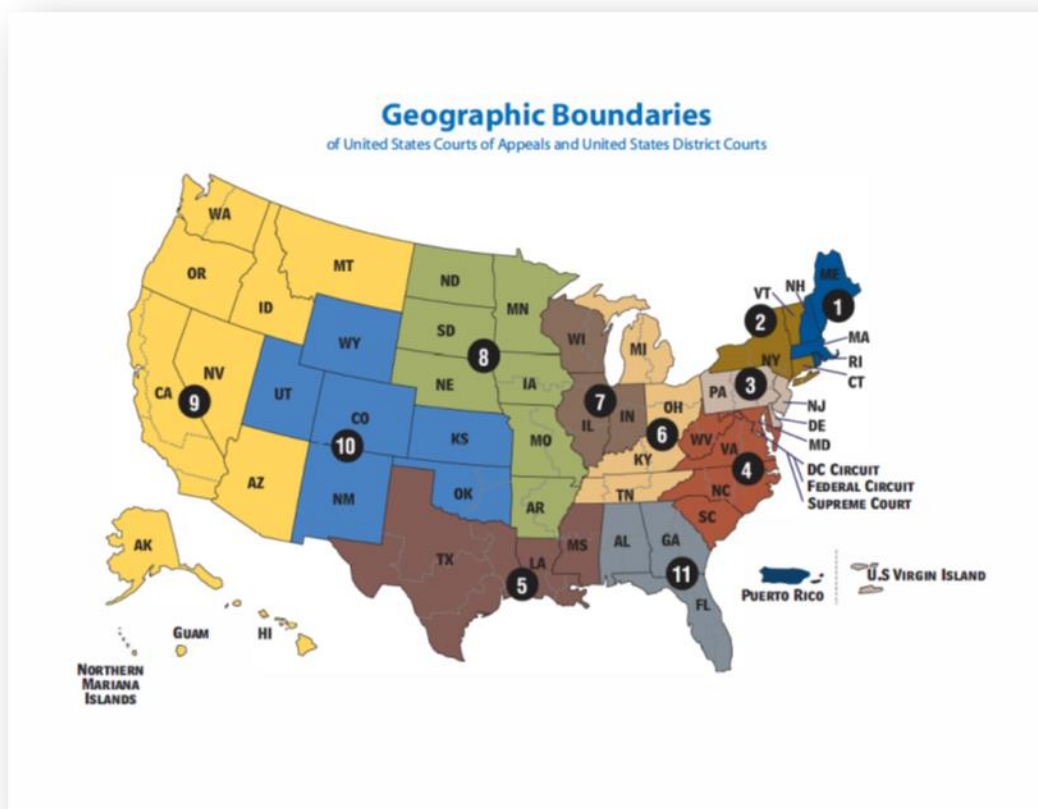 Geographic Boundaries
of United States Courts of Appeals and United States District Courts
WA
OR
ID
MT
ND
MN
SD
NE
IA
WY
NV
CA
UT
CO
KS
MO
AZ
NM
OK
AR
TX
LA
MS
AL
GA
FL
WI
MI
IL
IN
OH
KY
TN
WV
VA
NC
SC
PA
NY
VT
NH
ME
MA
RI
CT
NJ
DE
MD
DC CIRCUIT
FEDERAL CIRCUIT
SUPREME COURT
1
2
3
4
5
6
7
8
9
10
11
AK
GUAM
HI
NORTHERN
MARIANA
ISLANDS
PUERTO RICO
U.S VIRGIN ISLAND